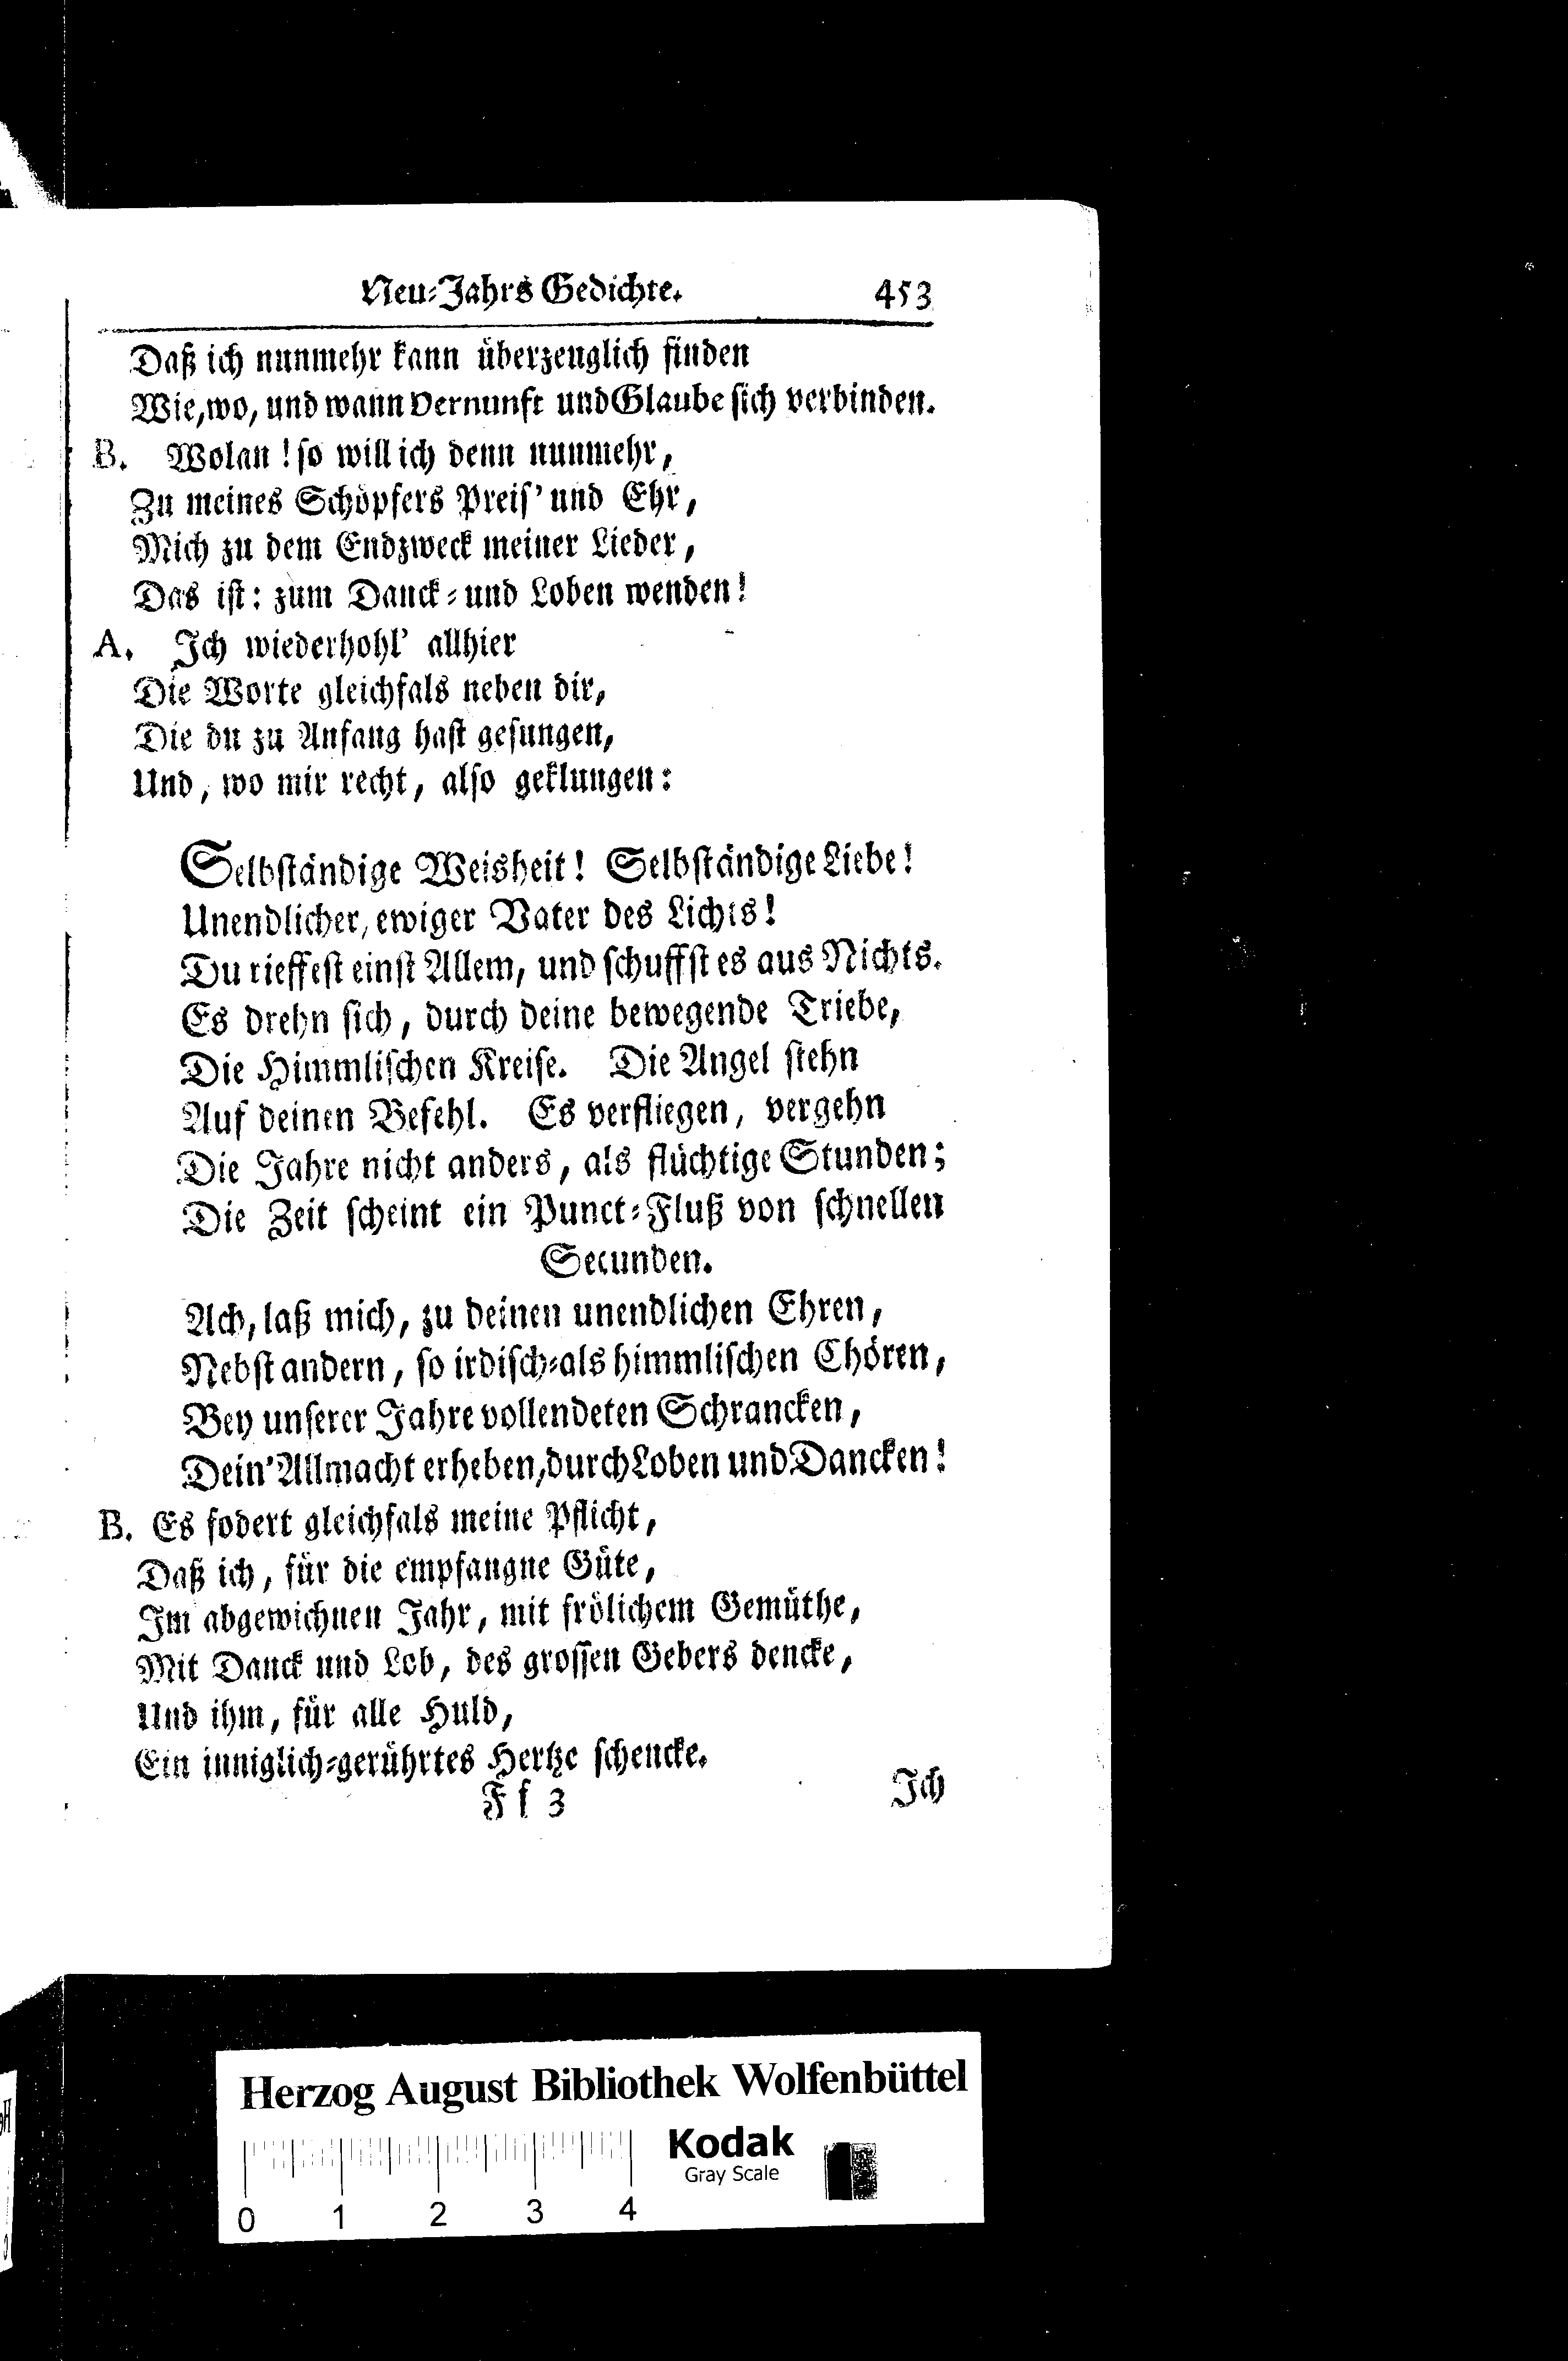 Neu-Jahrs Gedichte. 453
Daß ich nunmehr kann überzeuglich finden
Wie, wo, und wann Vernunft und Glaube sich verbinden.
B. Wolan! so will ich denn nunmehr,
Zu meines Schöpfers Preis' und Ehr,
Mich zu dem Endzweck meiner Lieder,
Das ist: zum Danck- und Loben wenden!
A. Ich wiederhohl' allhier
Die Worte gleichfals neben dir,
Die du zu Anfang hast gesungen,
Und, wo mir recht, also geklungen:
Selbständige Weisheit! Selbständige Liebe!
Unendlicher, ewiger Vater des Lichts!
Du rieffest einst Allem, und schuffst es aus Nichts.
Es drehn sich, durch deine bewegende Triebe,
Die Himmlischen Kreise. Die Angel stehn
Auf deinen Befehl. Es verfliegen, vergehn
Die Jahre nicht anders, als flüchtige Stunden;
Die Zeit scheint ein Punct-Fluß von schnellen
Secunden.
Ach, laß mich, zu deinen unendlichen Ehren,
Nebst andern, so irdisch-als himmlischen Chören,
Bey unserer Jahre vollendeten Schrancken,
Dein' Allmacht erheben, durch Loben und Dancken!
B. Es fodert gleichfals meine Pflicht,
Daß ich, für die empfangne Güte,
Im abgewichnen Jahr, mit frölichem Gemüthe,
Mit Danck und Lob, des grossen Gebers dencke,
Und ihm, für alle Huld,
Ein inniglich-gerührtes Hertze schencke.
Ff 3 Ich
Herzog August Bibliothek Wolfenbüttel
Kodak
Gray Scale
0 1 2 3 4